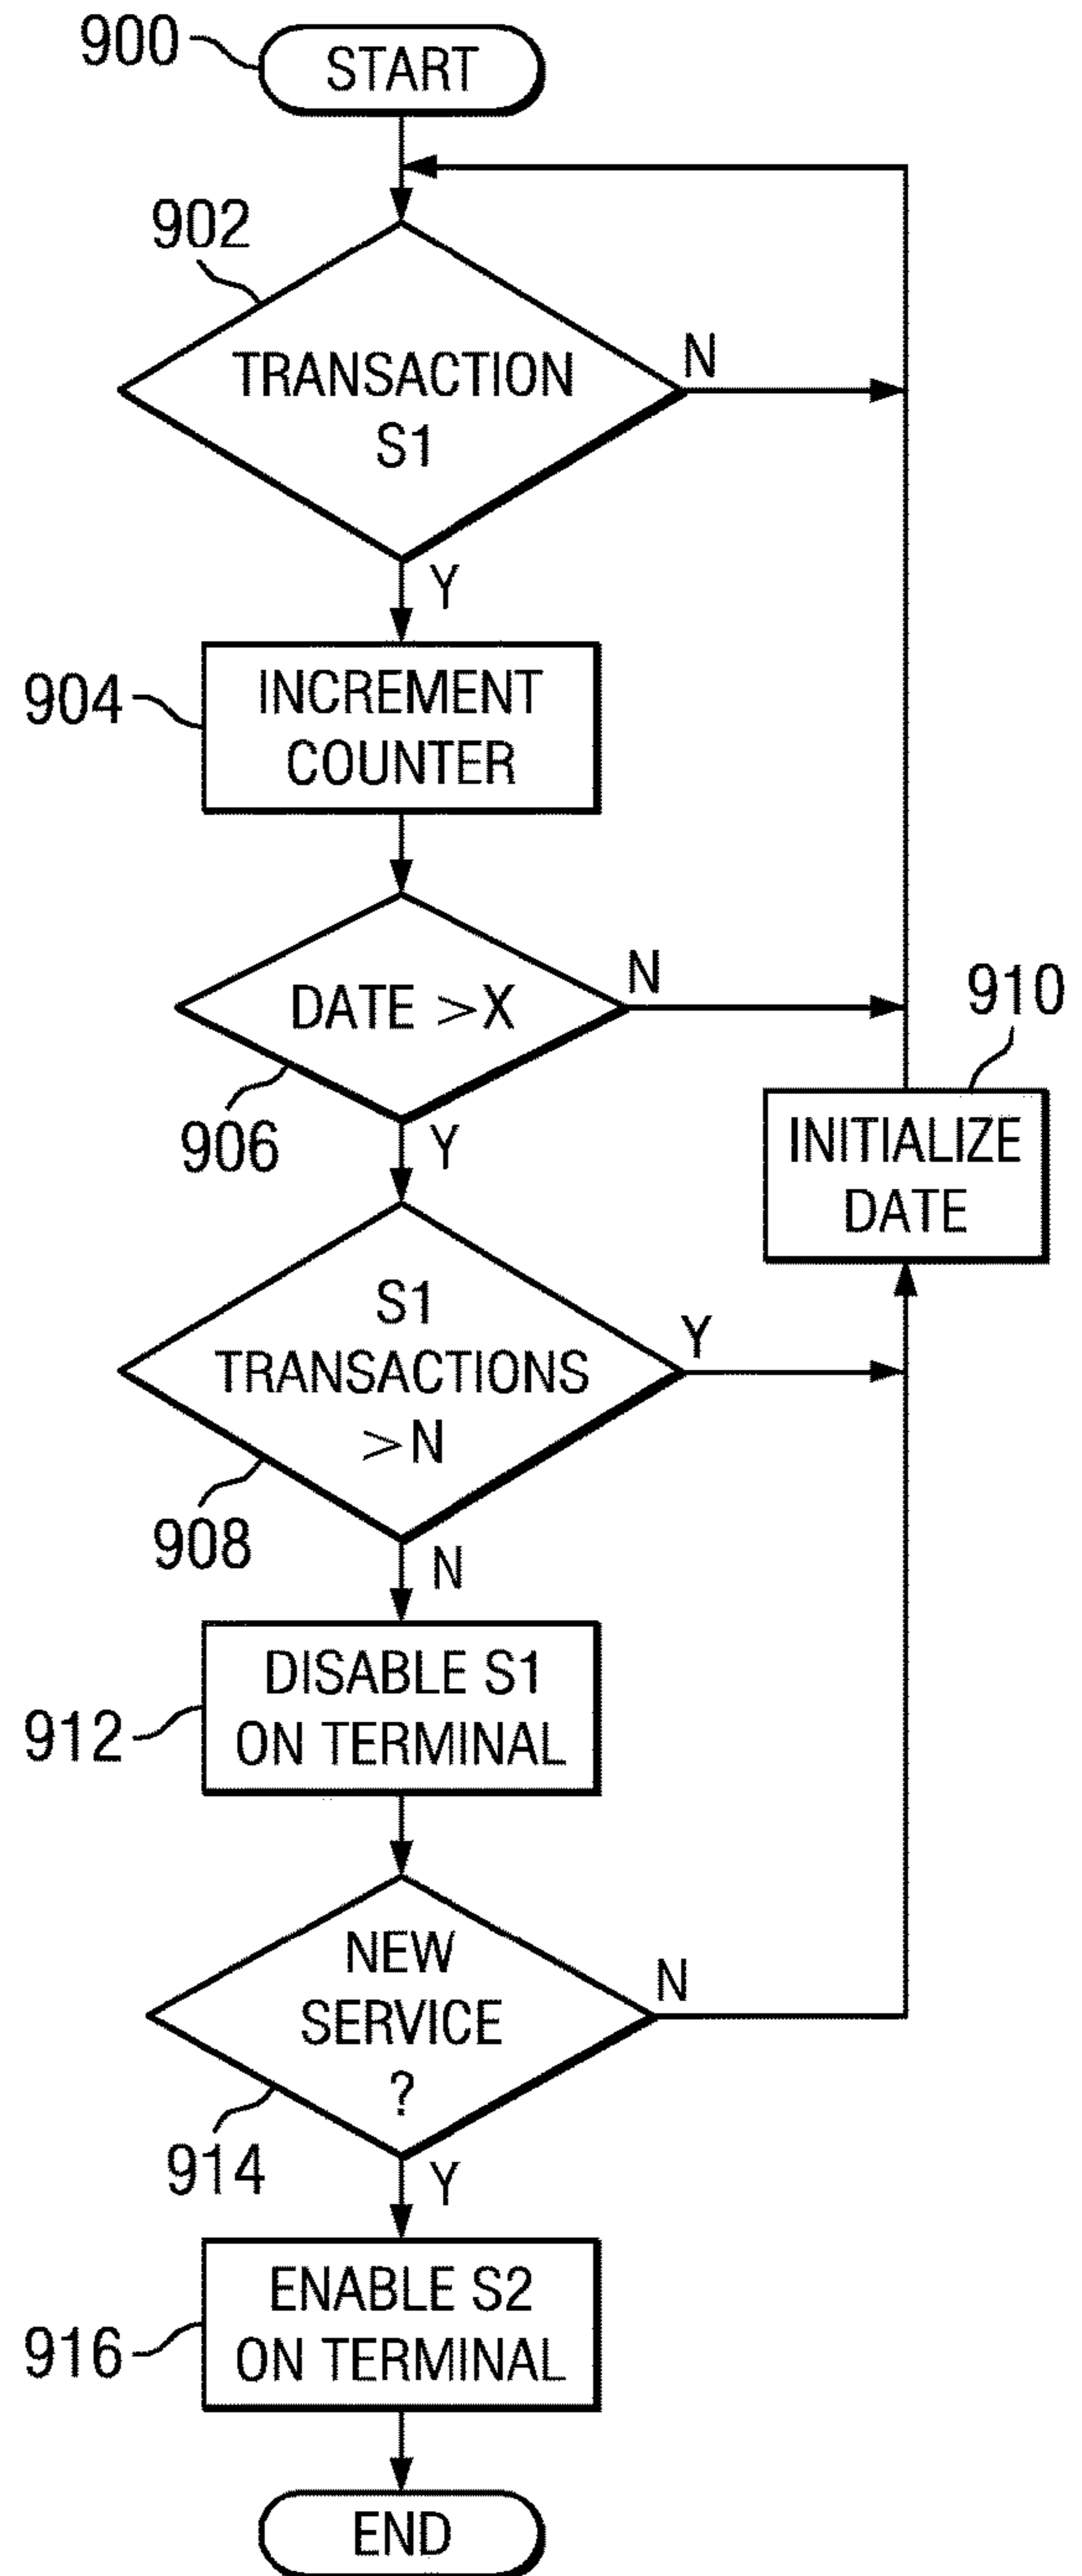 900
START
902
TRANSACTION
S1
N
Y
904
INCREMENT
COUNTER
DATE >X
N
906
Y
910
INITIALIZE
DATE
S1
TRANSACTIONS
>N
Y
908
N
912
DISABLE S1
ON TERMINAL
NEW
SERVICE
?
N
914
Y
916
ENABLE S2
ON TERMINAL
END